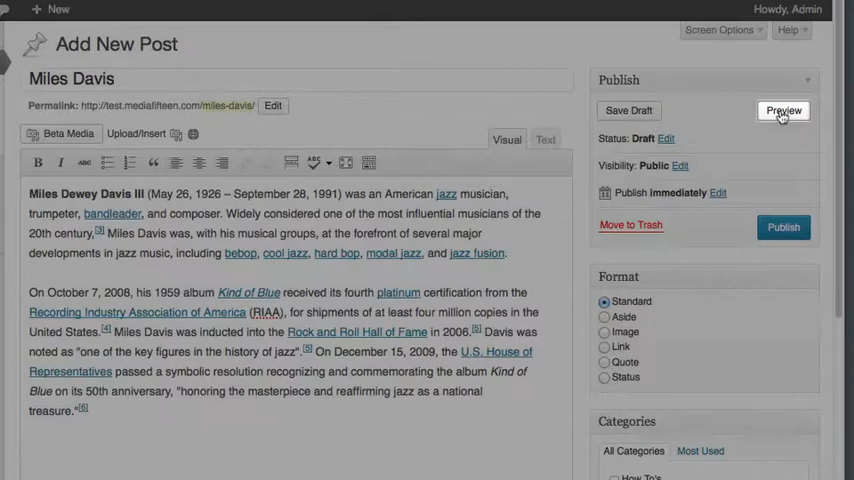 New
Howdy, Admin
Screen Options
Help
Add New Post
Miles Davis
Permalink: http://test.mediafifteen.com/miles-davis/ Edit
Beta Media Upload/Insert
Visual Text
B I ABC ABC
Miles Dewey Davis III (May 26, 1926 – September 28, 1991) was an American jazz musician,
trumpeter, bandleader, and composer. Widely considered one of the most influential musicians of the
20th century,[3] Miles Davis was, with his musical groups, at the forefront of several major
developments in jazz music, including bebop, cool jazz, hard bop, modal jazz, and jazz fusion.
On October 7, 2008, his 1959 album Kind of Blue received its fourth platinum certification from the
Recording Industry Association of America (RIAA), for shipments of at least four million copies in the
United States.[4] Miles Davis was inducted into the Rock and Roll Hall of Fame in 2006.[5] Davis was
noted as "one of the key figures in the history of jazz".[5] On December 15, 2009, the U.S. House of
Representatives passed a symbolic resolution recognizing and commemorating the album Kind of
Blue on its 50th anniversary, "honoring the masterpiece and reaffirming jazz as a national
treasure."[6]
Publish
Save Draft
Preview
Status: Draft Edit
Visibility: Public Edit
Publish immediately Edit
Move to Trash
Publish
Format
Standard
Aside
Image
Link
Quote
Status
Categories
All Categories Most Used
How To's